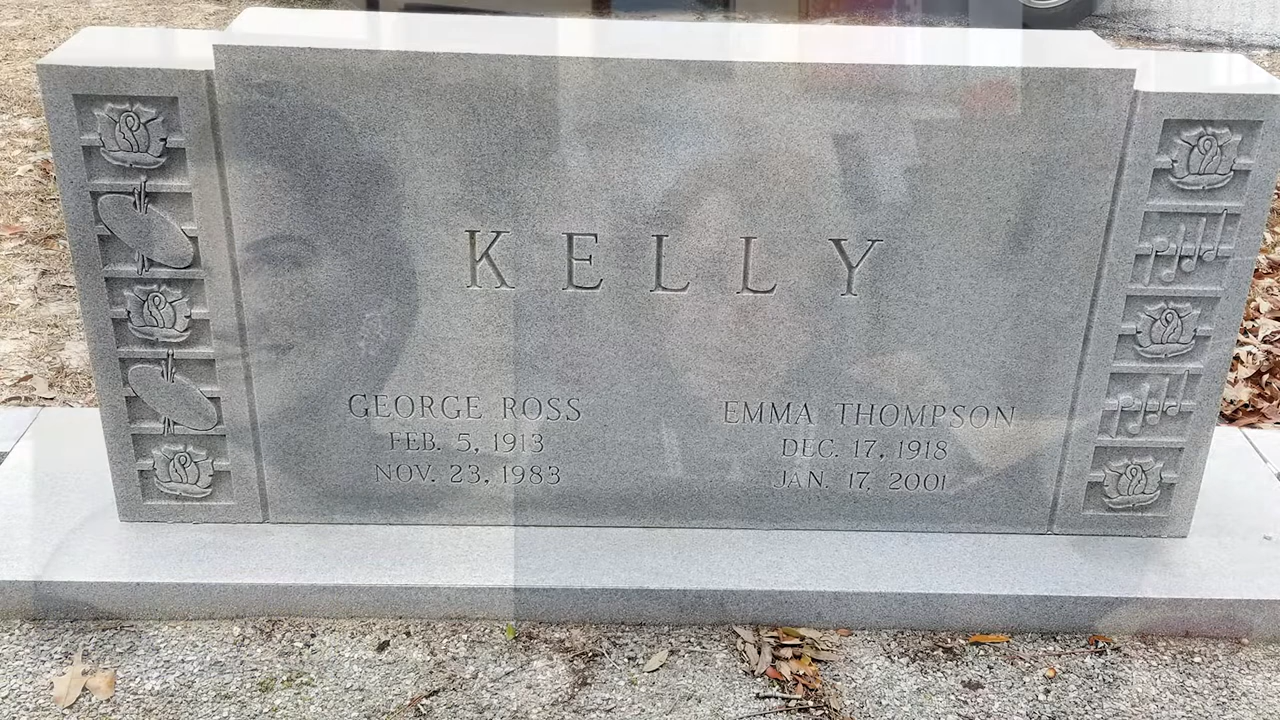 KELLY
GEORGE ROSS
FEB. 5, 1913
NOV. 23, 1983
EMMA THOMPSON
DEC. 17, 1918
JAN. 17, 2001